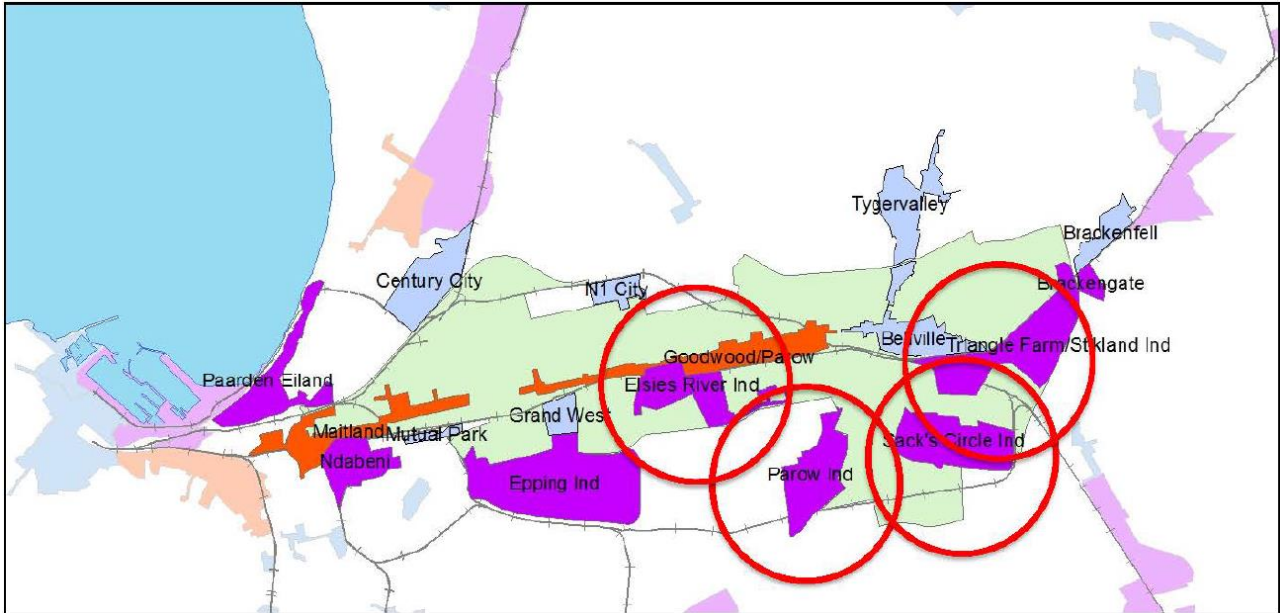 Tygervalley
Brackenfell
Century City
N1 City
Brackengate
Bellville
Triangle Farm/Stikland Ind
Goodwood/Parow
Paarden Eiland
Elsies River Ind
Grand West
Maitland
Mutual Park
Sack's Circle Ind
Ndabeni
Parow Ind
Epping Ind